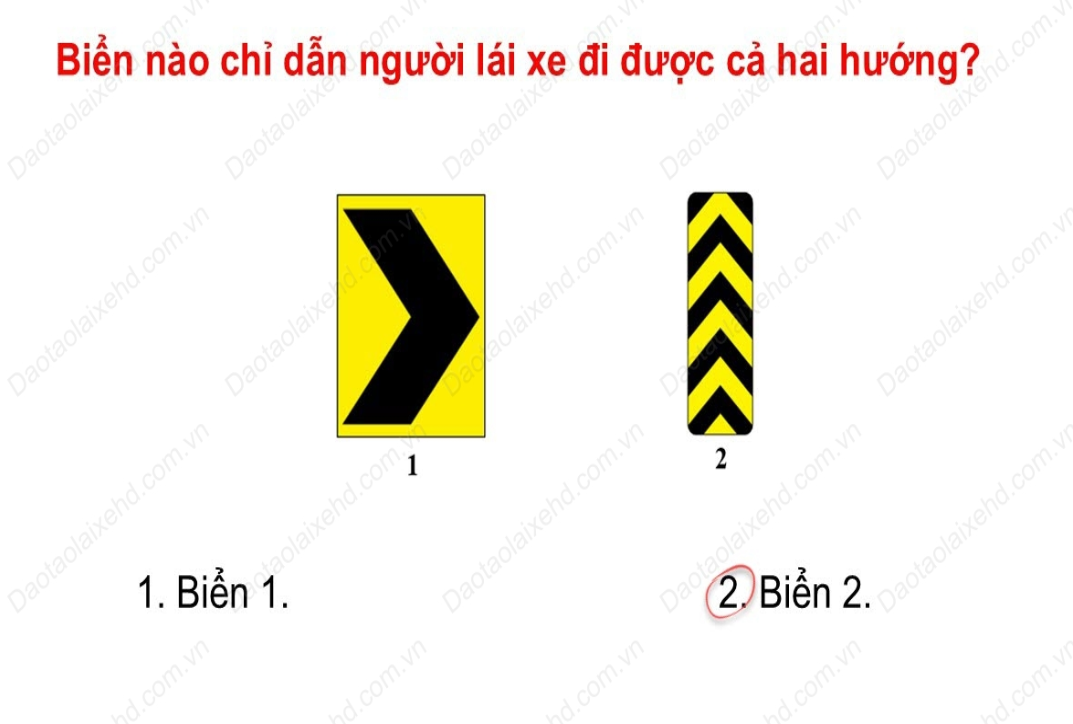 Biển nào chỉ dẫn người lái xe đi được cả hai hướng?
1
2
1. Biển 1.
2. Biển 2.
Daotaolaixehd.com.vn